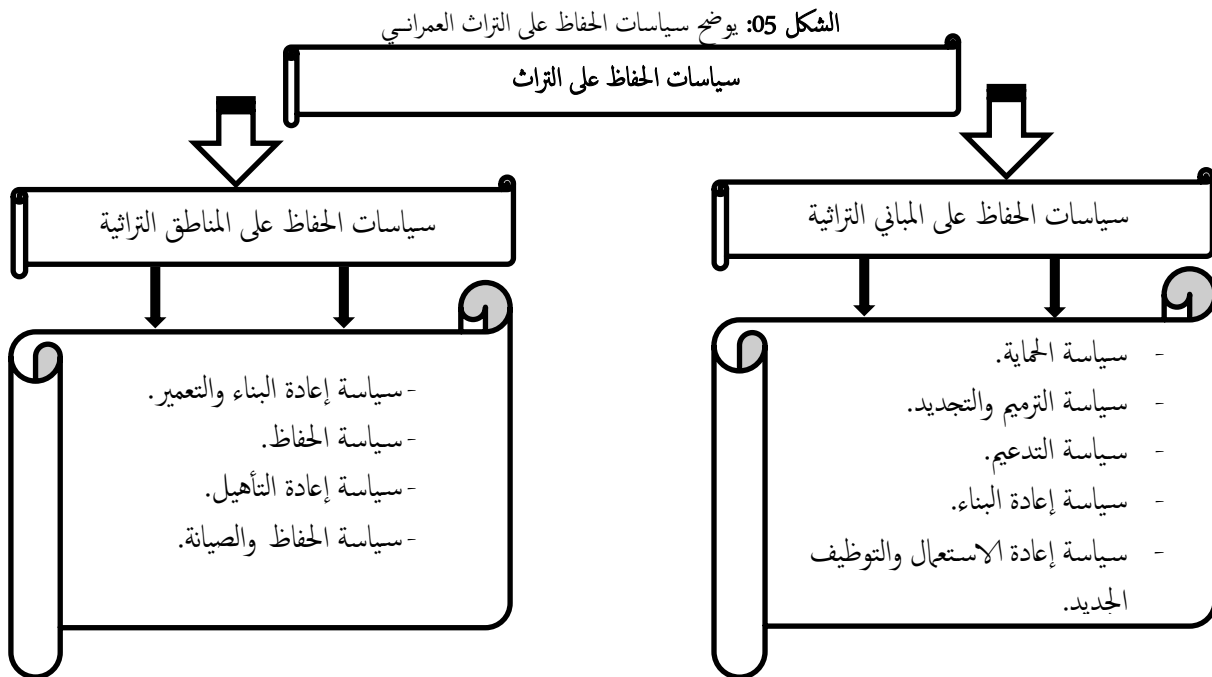 الشكل 05: يوضح سياسات الحفاظ على التراث العمراني
سياسات الحفاظ على التراث
سياسات الحفاظ على المباني التراثية
- سياسة الحماية.
- سياسة الترميم والتجديد.
- سياسة التدعيم.
- سياسة إعادة البناء.
- سياسة إعادة الاستعمال والتوظيف
الجديد.
سياسات الحفاظ على المناطق التراثية
- سياسة إعادة البناء والتعمير.
- سياسة الحفاظ.
- سياسة إعادة التأهيل.
- سياسة الحفاظ والصيانة.